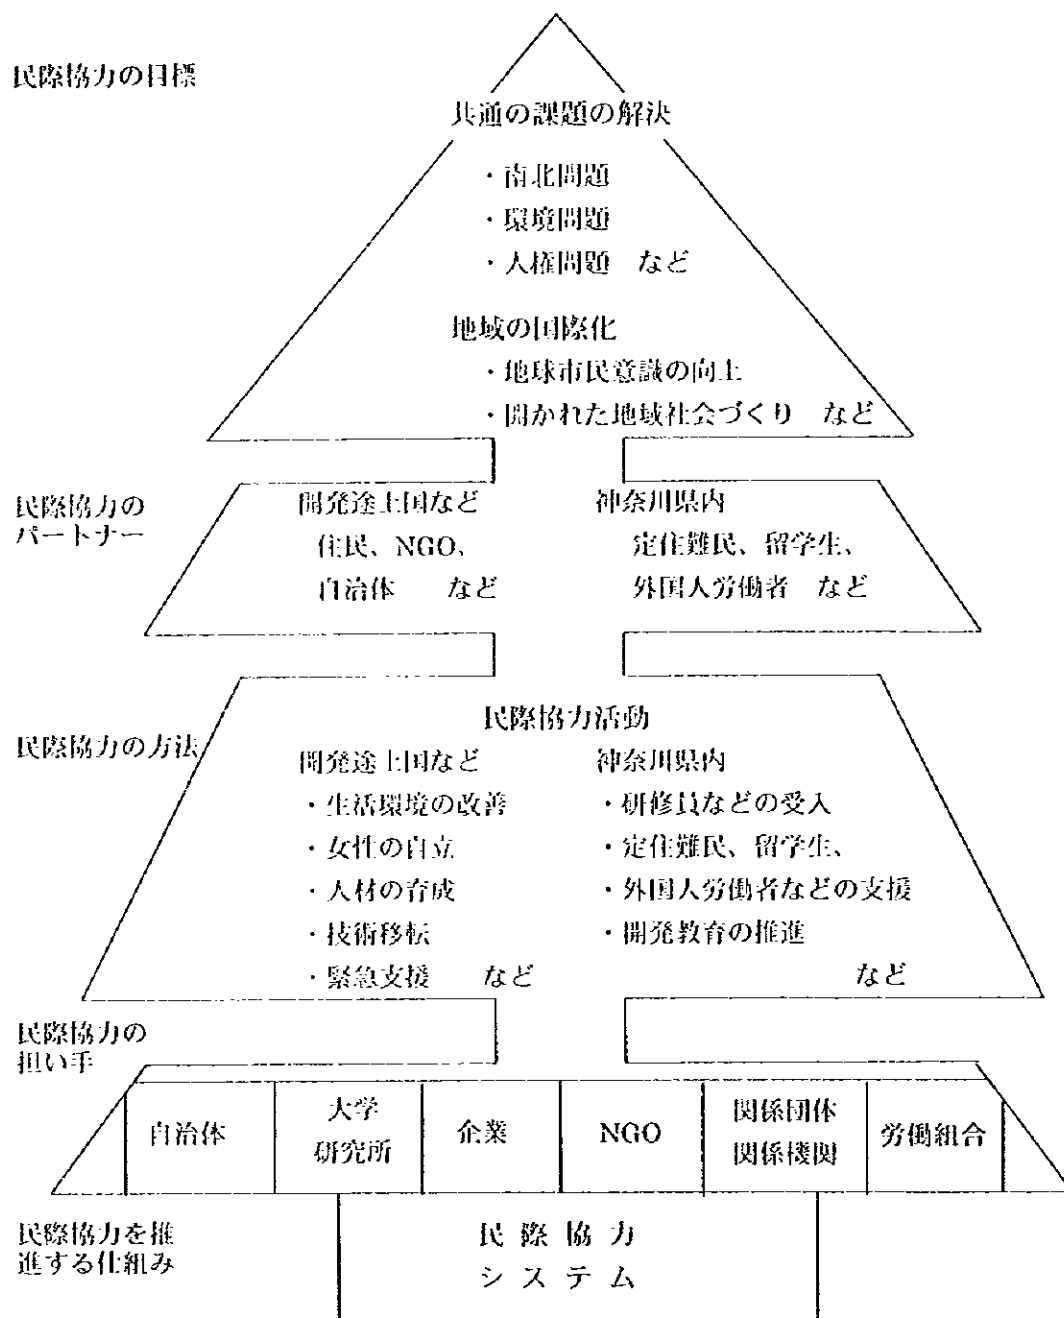 民際協力の目標
共通の課題の解決
・南北問題
・環境問題
・人権問題 など
地域の国際化
・地球市民意識の向上
・開かれた地域社会づくり など
民際協力の
パートナー
開発途上国など
住民、NGO、
自治体 など
神奈川県内
定住難民、留学生、
外国人労働者 など
民際協力の方法
民際協力活動
開発途上国など
・生活環境の改善
・女性の自立
・人材の育成
・技術移転
・緊急支援 など
神奈川県内
・研修員などの受入
・定住難民、留学生、
・外国人労働者などの支援
・開発教育の推進
など
民際協力の
担い手
自治体
大学
研究所
企業
NGO
関係団体
関係機関
労働組合
民際協力を推
進する仕組み
民際協力
システム